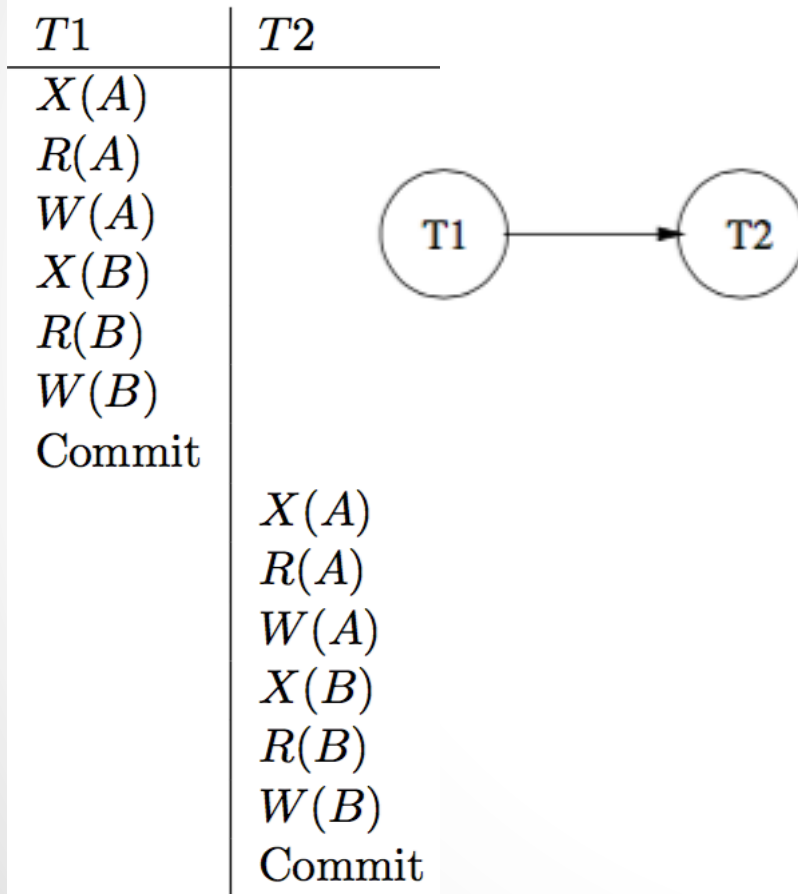 T1 T2
X(A)
R(A)
W(A)
X(B)
R(B)
W(B)
Commit
X(A)
R(A)
W(A)
X(B)
R(B)
W(B)
Commit
T1 T2